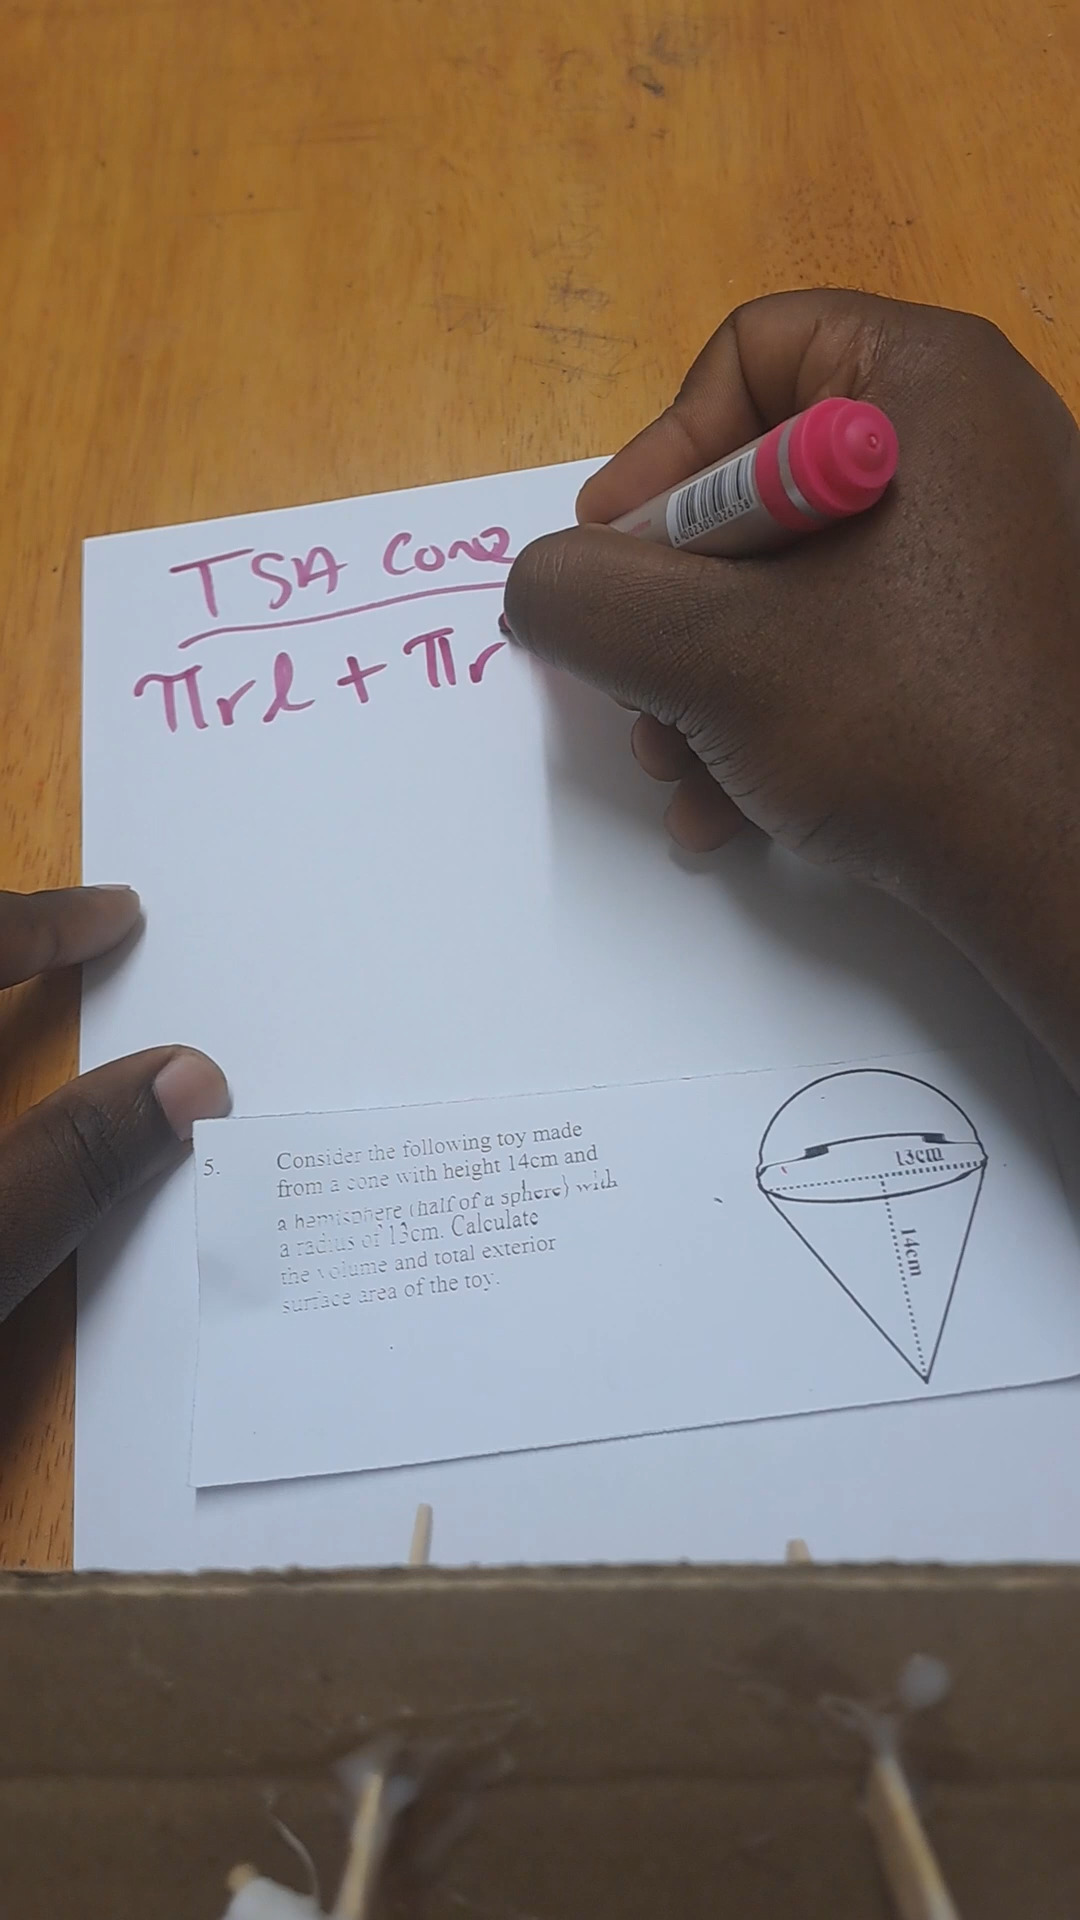 TSA Cone
πrl + πr
6002305026758
5. Consider the following toy made
from a cone with height 14cm and
a hemisphere (half of a sphere) with
a radius of 13cm. Calculate
the volume and total exterior
surface area of the toy.
13cm
14cm